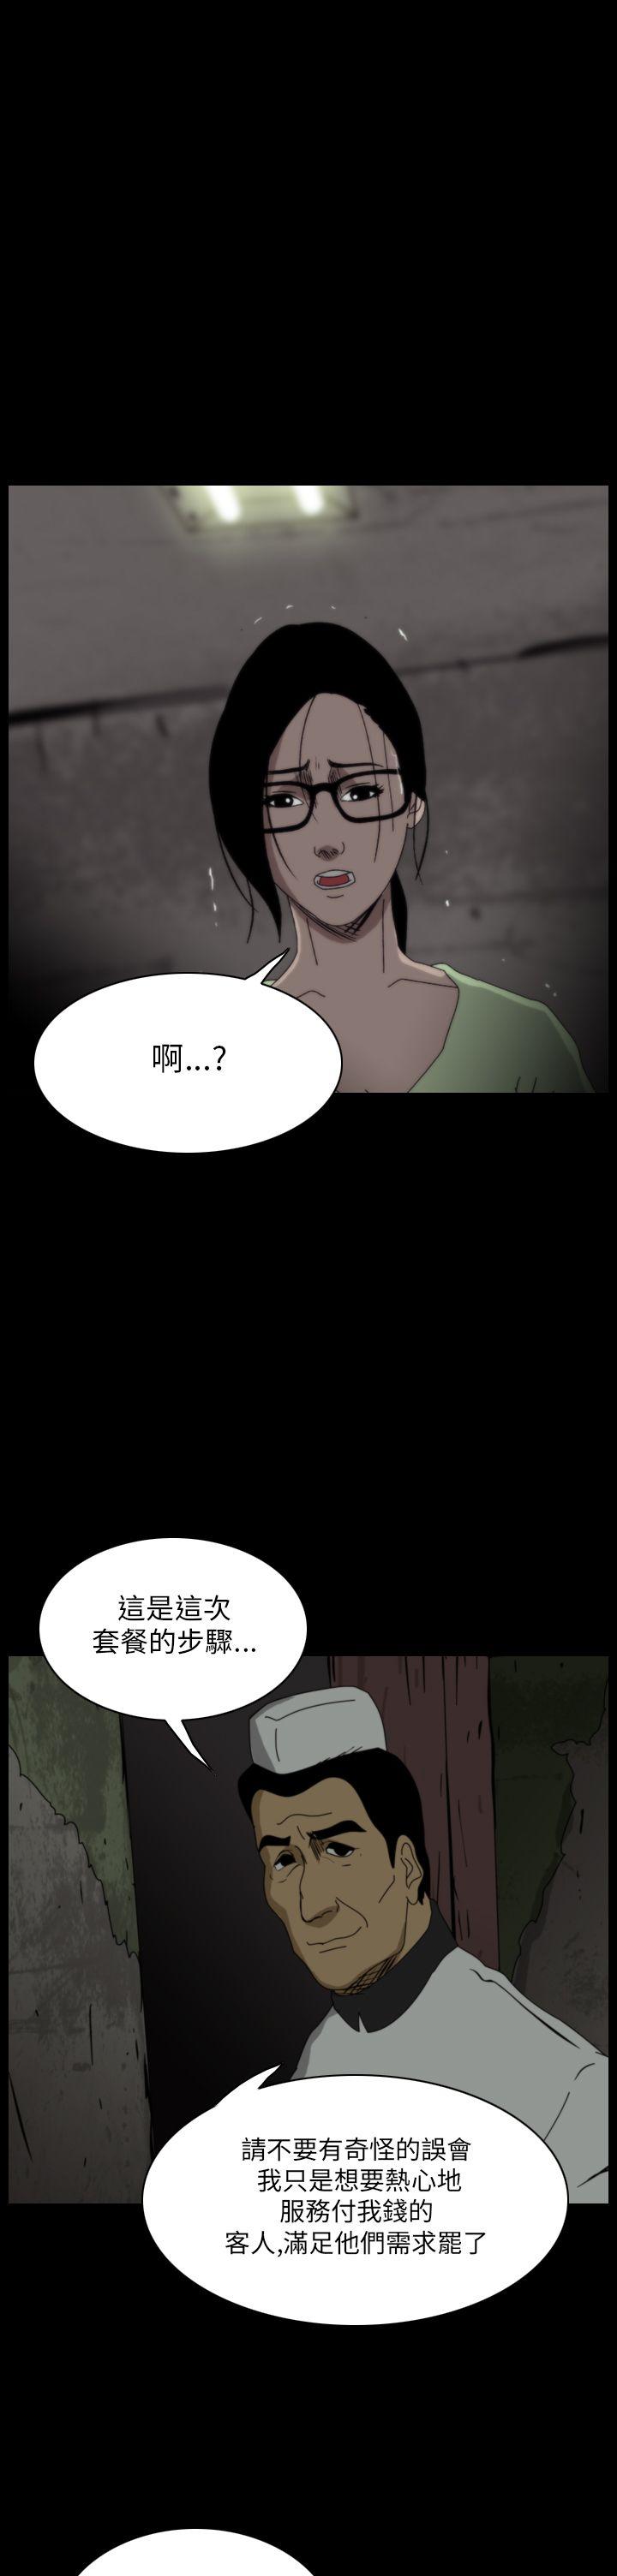 啊...?
這是這次
套餐的步驟...
請不要有奇怪的誤會
我只是想要熱心地
服務付我錢的
客人,滿足他們需求罷了